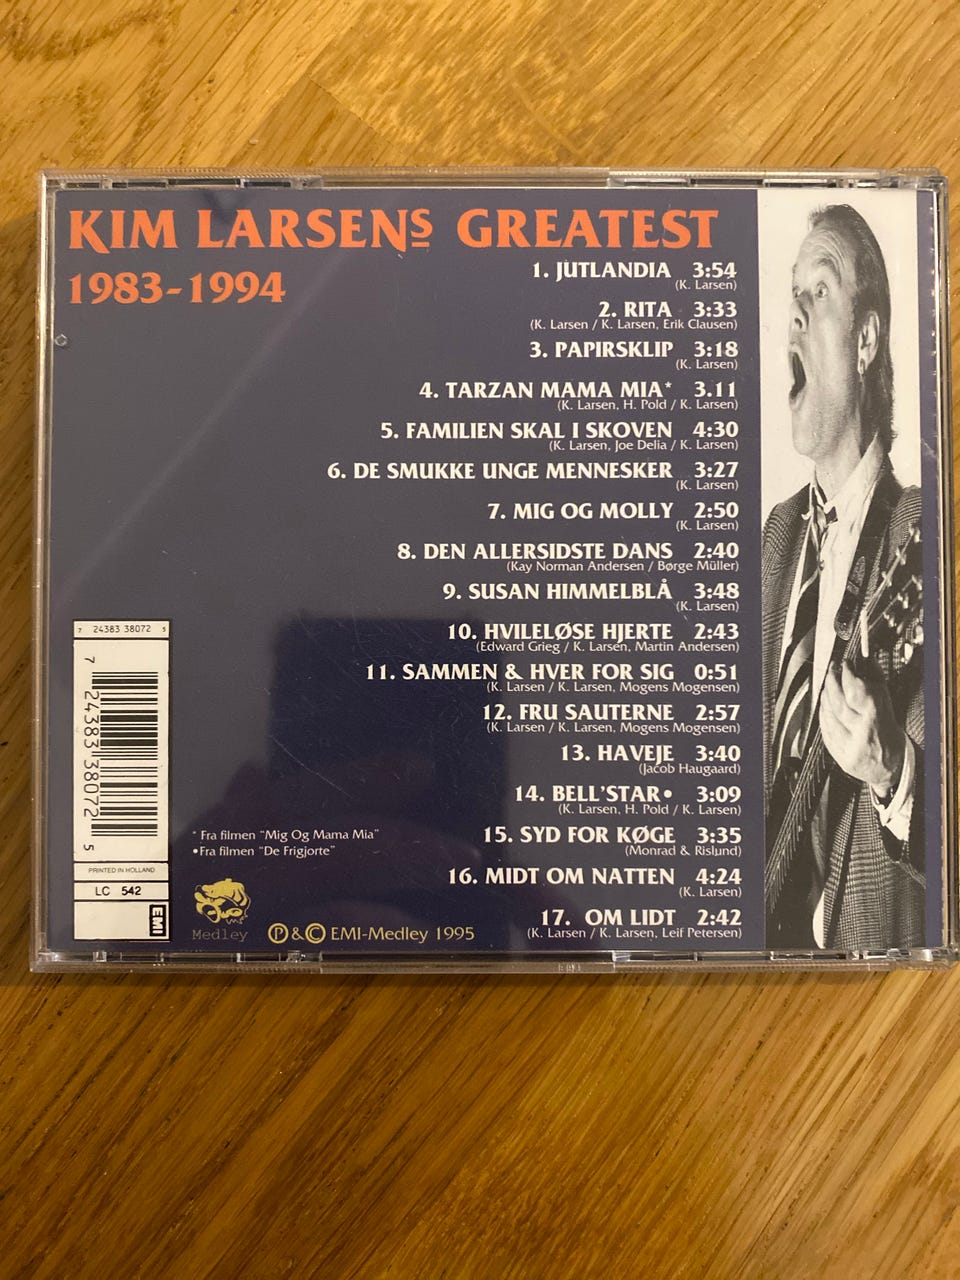 KIM LARSENS GREATEST
1983-1994
1. JUTLANDIA 3:54
(K. Larsen)
2. RITA 3:33
(K. Larsen / K. Larsen, Erik Clausen)
3. PAPIRSKLIP 3:18
(K. Larsen)
4. TARZAN MAMA MIA* 3.11
(K. Larsen, H. Pold / K. Larsen)
5. FAMILIEN SKAL I SKOVEN 4:30
(K. Larsen, Joe Delia / K. Larsen)
6. DE SMUKKE UNGE MENNESKER 3:27
(K. Larsen)
7. MIG OG MOLLY 2:50
(K. Larsen)
8. DEN ALLERSIDSTE DANS 2:40
(Kay Norman Andersen / Børge Müller)
9. SUSAN HIMMELBLÅ 3:48
(K. Larsen)
10. HVILELØSE HJERTE 2:43
(Edward Grieg / K. Larsen, Martin Andersen)
11. SAMMEN & HVER FOR SIG 0:51
(K. Larsen / K. Larsen, Mogens Mogensen)
12. FRU SAUTERNE 2:57
(K. Larsen / K. Larsen, Mogens Mogensen)
13. HAVEJE 3:40
(Jacob Haugaard)
14. BELL'STAR• 3:09
(K. Larsen, H. Pold / K. Larsen)
15. SYD FOR KØGE 3:35
(Monrad & Rislund)
16. MIDT OM NATTEN 4:24
(K. Larsen)
17. OM LIDT 2:42
(K. Larsen / K. Larsen, Leif Petersen)
7 24383 38072 5
7 24383 38072 5
PRINTED IN HOLLAND
LC 542
EMI
* Fra filmen "Mig Og Mama Mia"
•Fra filmen "De Frigjorte"
Medley
Ⓟ & © EMI-Medley 1995